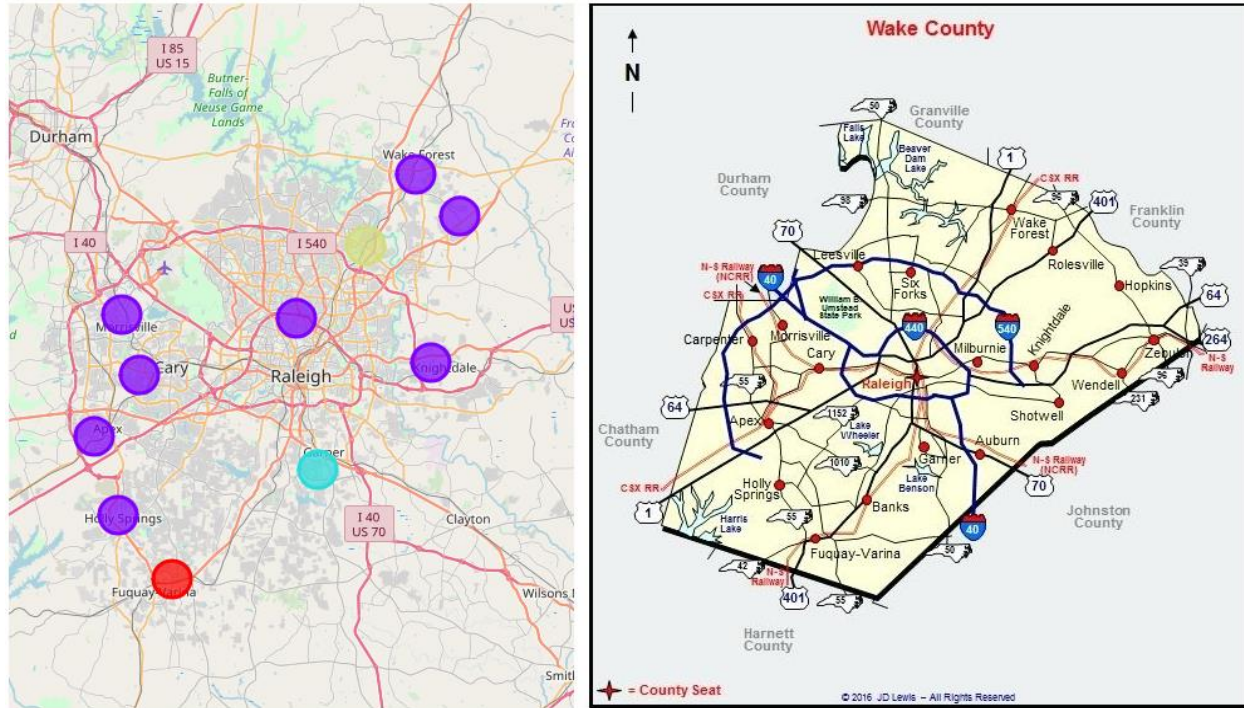 I 85
US 15
Butner-
Falls of
Neuse Game
Lands
Durham
Wake Forest
I 40
I 540
Morrisville
Cary
Raleigh
Knightdale
Apex
Garner
Holly Springs
I 40
US 70
Clayton
Fuquay-Varina
Wake County
N
50
Granville
County
Falls
Lake
Beaver
Dam
Lake
Durham
County
1
CSX RR
98
96
401
Wake
Forest
Franklin
County
70
Leesville
Rolesville
N-S Railway
(NCRR)
40
Six
Forks
39
Hopkins
CSX RR
William B.
Umstead
State Park
64
440
540
Carpenter
Morrisville
Cary
Milburnie
Knightdale
Zebulon
264
N-S
Railway
55
Raleigh
Wendell
96
231
64
Apex
1152
Shotwell
Chatham
County
Lake
Wheeler
Auburn
1010
Garner
N-S Railway
(NCRR)
CSX RR
Holly
Springs
Lake
Benson
70
1
Harris
Lake
55
Banks
Johnston
County
40
Fuquay-Varina
50
42
N-S
Railway
401
55
Harnett
County
= County Seat
© 2016 JD Lewis – All Rights Reserved